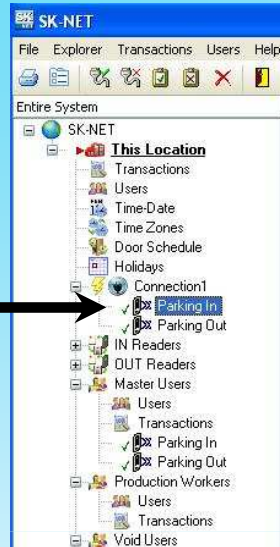 SK-NET
File Explorer Transactions Users Help
Entire System
SK-NET
This Location
Transactions
Users
Time-Date
Time Zones
Door Schedule
Holidays
Connection1
Parking In
Parking Out
IN Readers
OUT Readers
Master Users
Users
Transactions
Parking In
Parking Out
Production Workers
Users
Transactions
Void Users